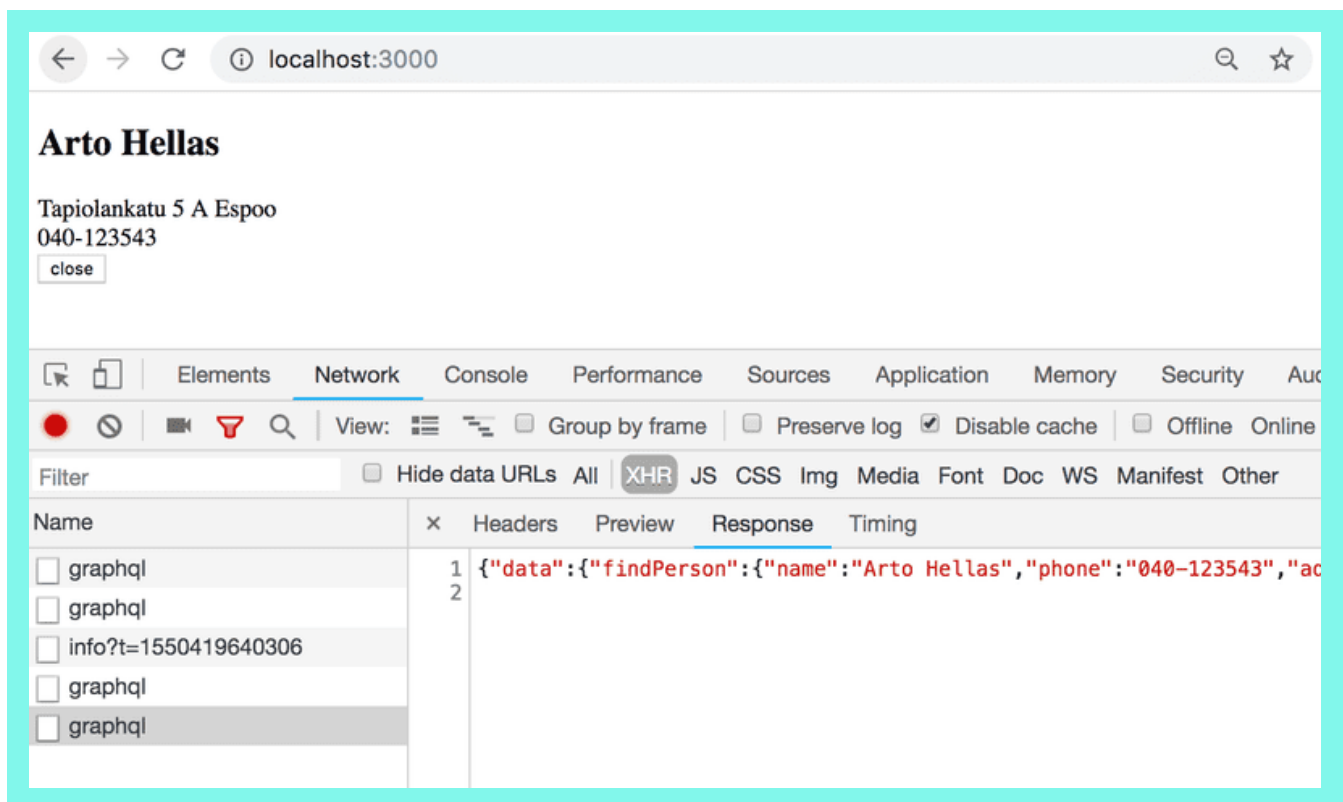 localhost:3000
Arto Hellas
Tapiolankatu 5 A Espoo
040-123543
close
Elements Network Console Performance Sources Application Memory Security Auc
View: Group by frame Preserve log Disable cache Offline Online
Filter Hide data URLs All XHR JS CSS Img Media Font Doc WS Manifest Other
Name × Headers Preview Response Timing
graphql
1 {"data":{"findPerson":{"name":"Arto Hellas","phone":"040-123543","ad
graphql
2
info?t=1550419640306
graphql
graphql